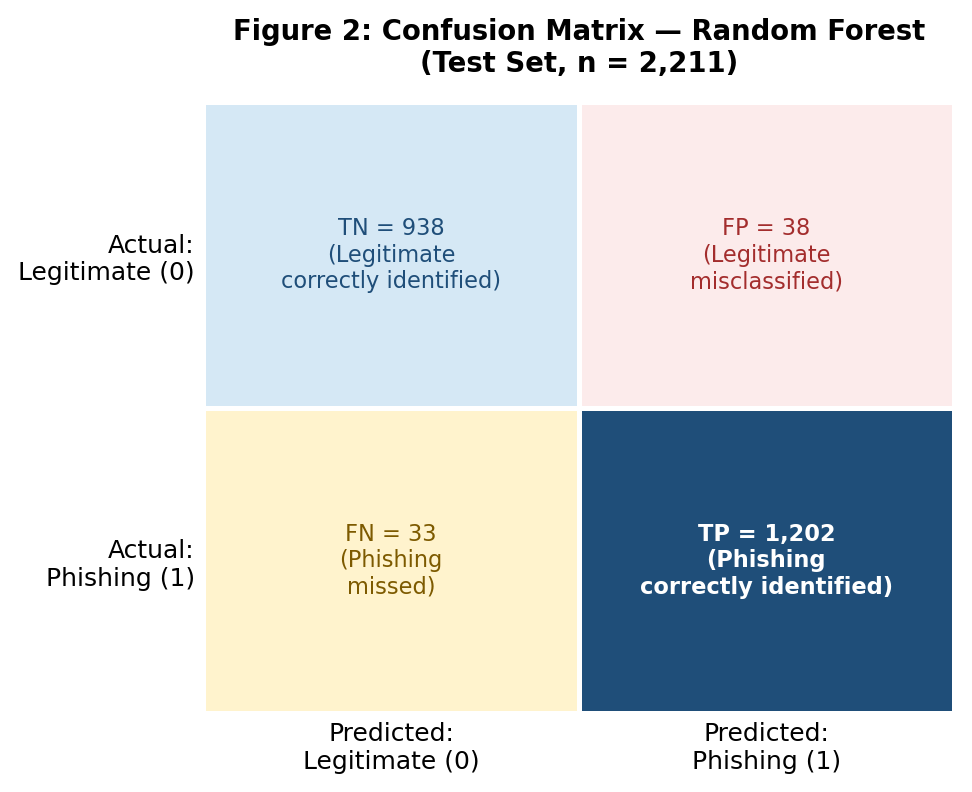 Figure 2: Confusion Matrix — Random Forest
(Test Set, n = 2,211)
Actual:
Legitimate (0)
TN = 938
(Legitimate
correctly identified)
FP = 38
(Legitimate
misclassified)
Actual:
Phishing (1)
FN = 33
(Phishing
missed)
TP = 1,202
(Phishing
correctly identified)
Predicted:
Legitimate (0)
Predicted:
Phishing (1)